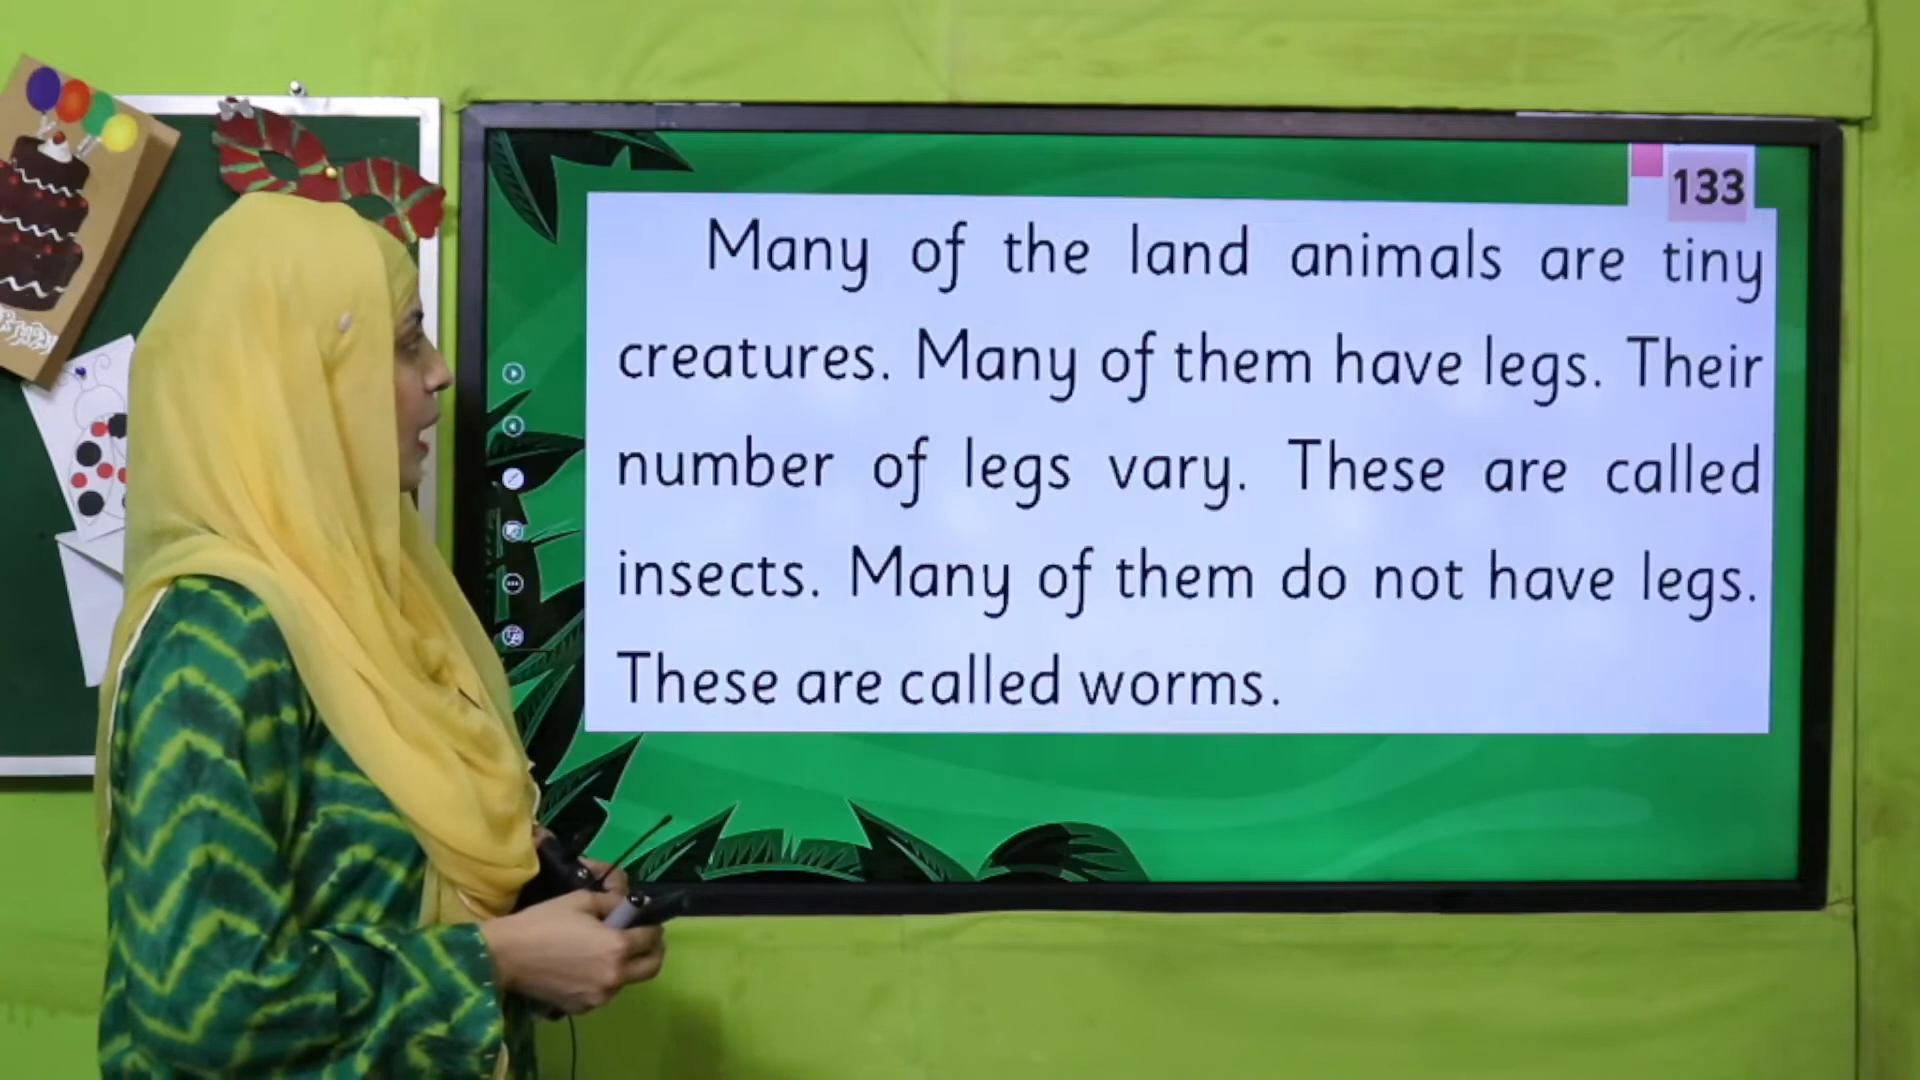 133
Many of the land animals are tiny
creatures. Many of them have legs. Their
number of legs vary. These are called
insects. Many of them do not have legs.
These are called worms.